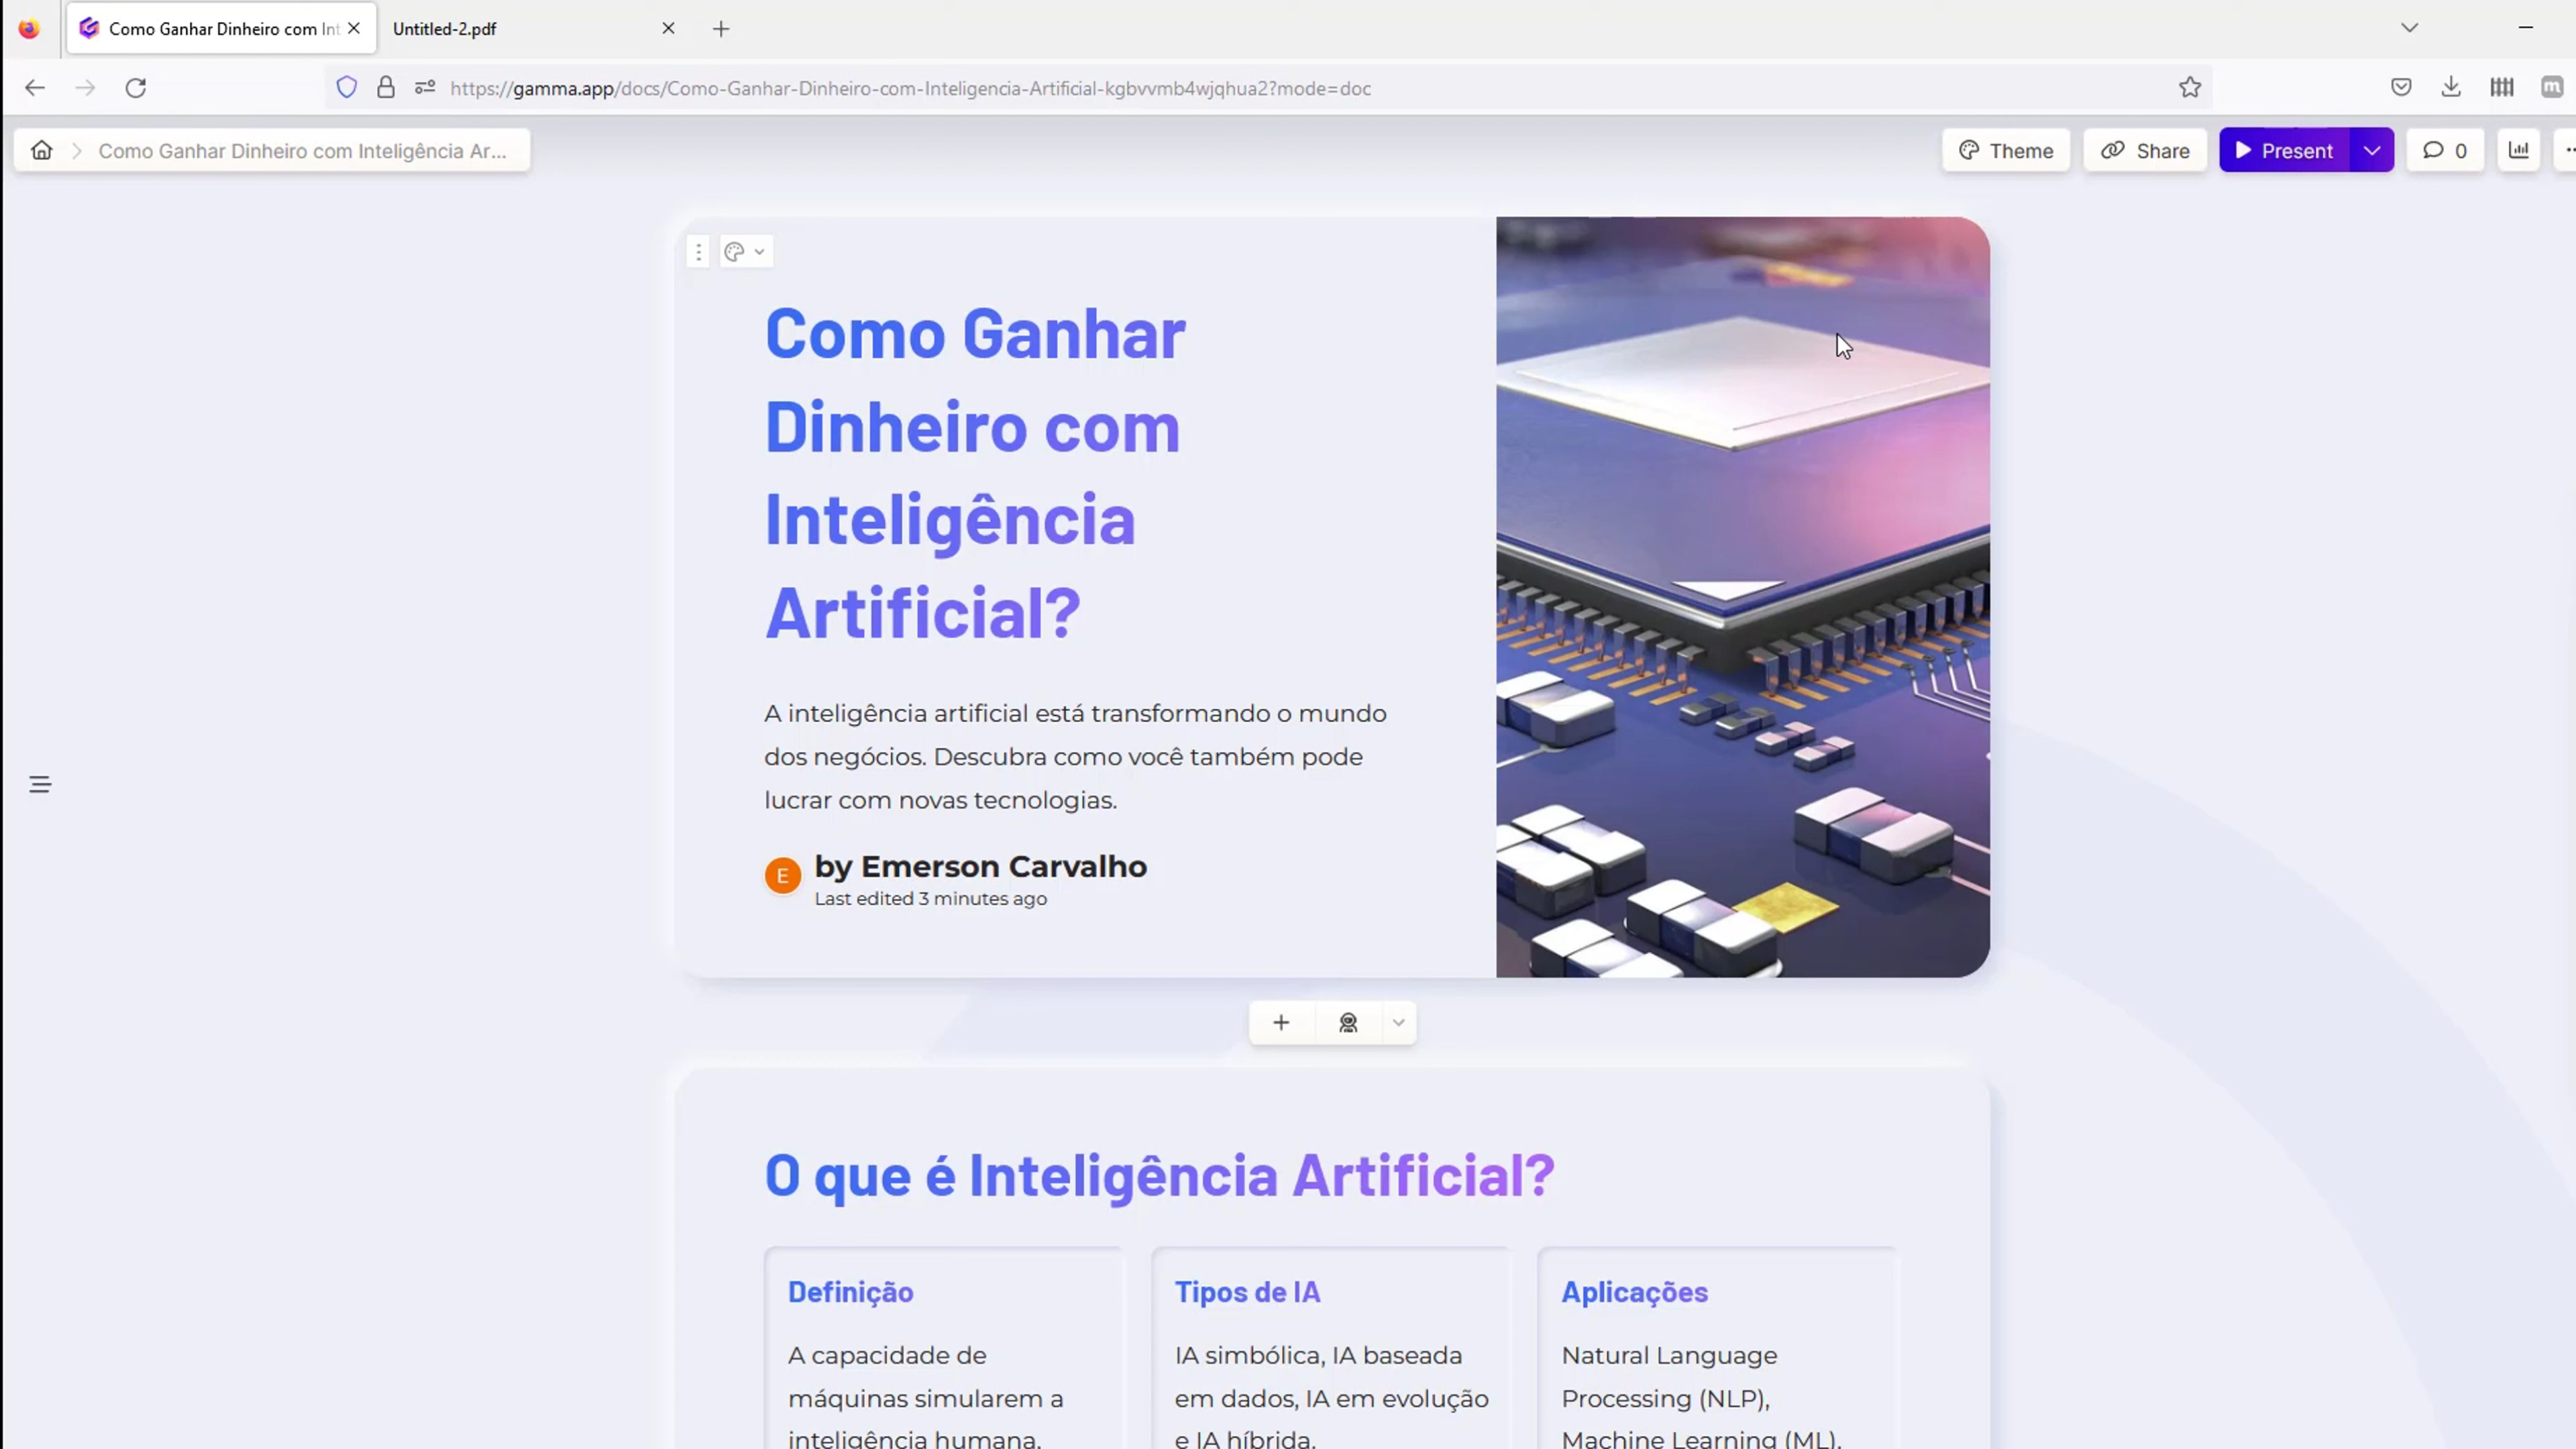 Como Ganhar Dinheiro com Int
Untitled-2.pdf
https://gamma.app/docs/Como-Ganhar-Dinheiro-com-Inteligencia-Artificial-kgbvvmb4wjqhua2?mode=doc
Como Ganhar Dinheiro com Inteligência Ar...
Theme
Share
Present
0
Como Ganhar
Dinheiro com
Inteligência
Artificial?
A inteligência artificial está transformando o mundo
dos negócios. Descubra como você também pode
lucrar com novas tecnologias.
E
by Emerson Carvalho
Last edited 3 minutes ago
O que é Inteligência Artificial?
Definição
A capacidade de
máquinas simularem a
inteligência humana.
Tipos de IA
IA simbólica, IA baseada
em dados, IA em evolução
e IA híbrida.
Aplicações
Natural Language
Processing (NLP),
Machine Learning (ML),